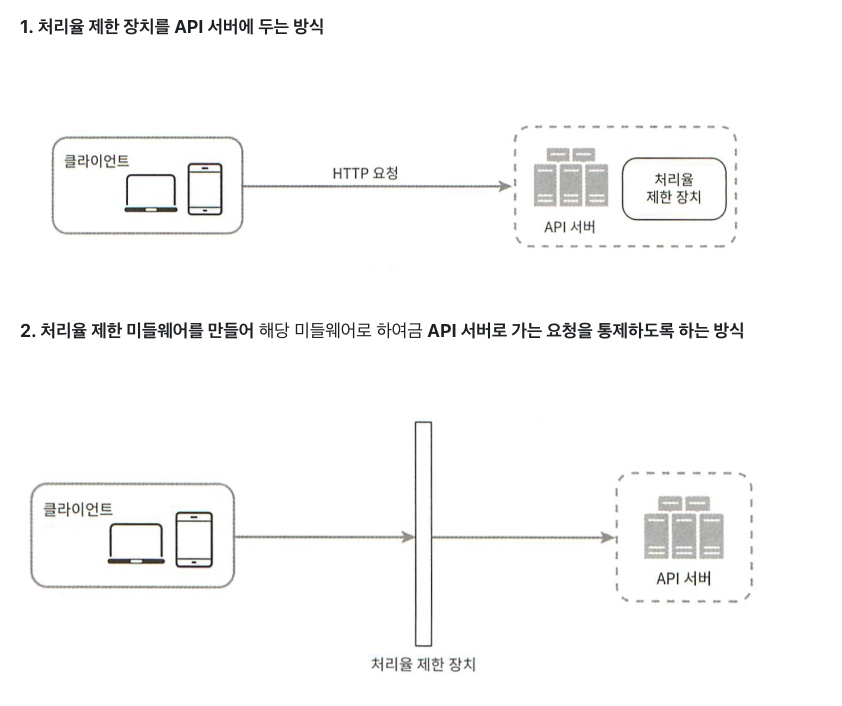 1. 처리율 제한 장치를 API 서버에 두는 방식
클라이언트
HTTP 요청
처리율
제한 장치
API 서버
2. 처리율 제한 미들웨어를 만들어 해당 미들웨어로 하여금 API 서버로 가는 요청을 통제하도록 하는 방식
클라이언트
API 서버
처리율 제한 장치